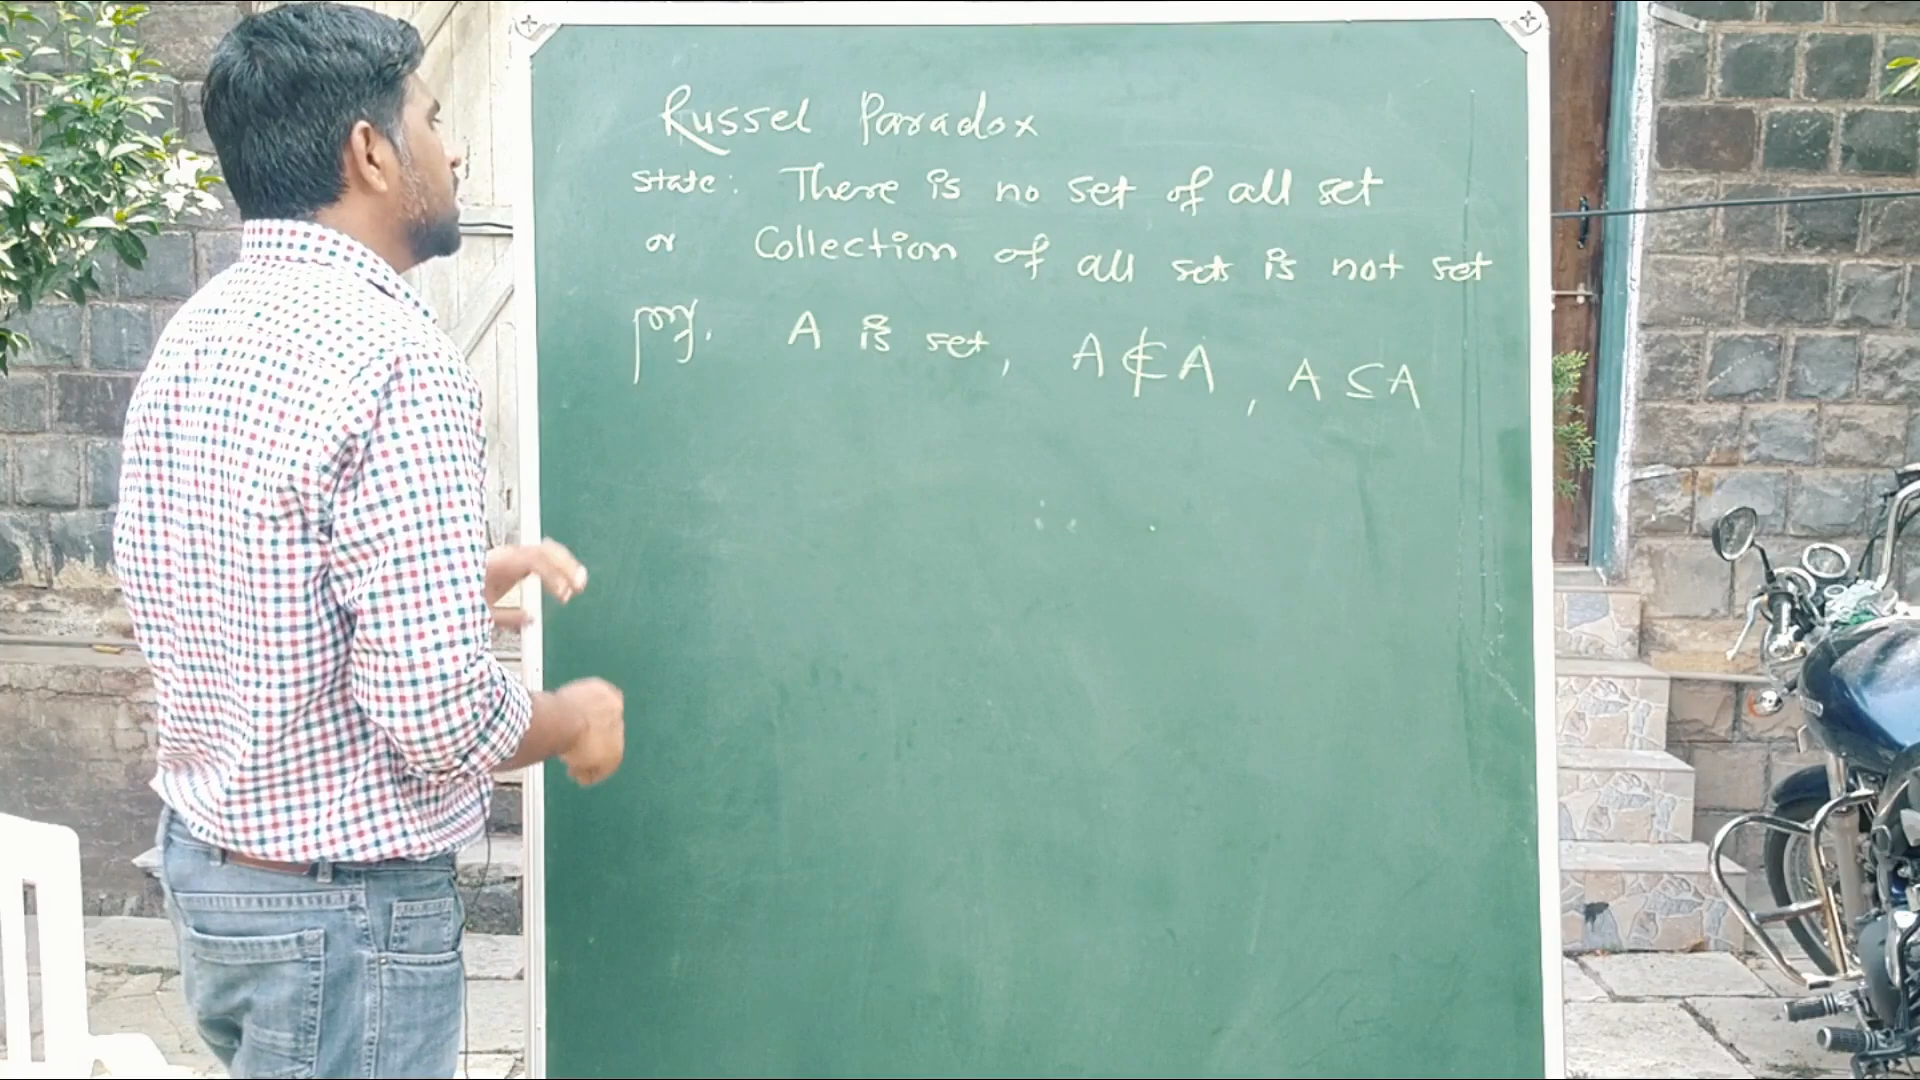 Russel Paradox
state: There is no set of all set
or Collection of all sets is not set
prf. A is set, A ∉ A, A ⊆ A